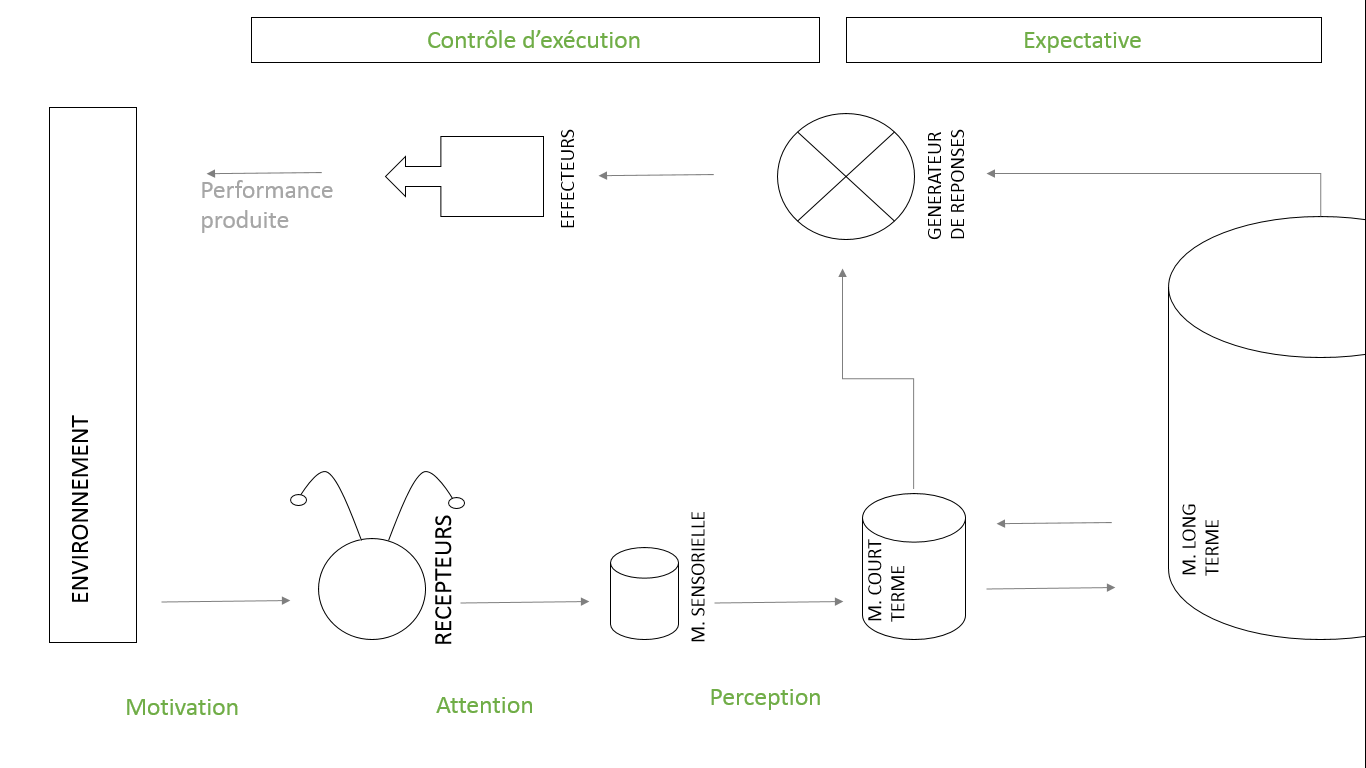 Contrôle d'exécution
Expectative
Performance
produite
EFFECTEURS
GENERATEUR
DE REPONSES
ENVIRONNEMENT
RECEPTEURS
M. SENSORIELLE
M. COURT
TERME
M. LONG
TERME
Motivation
Attention
Perception